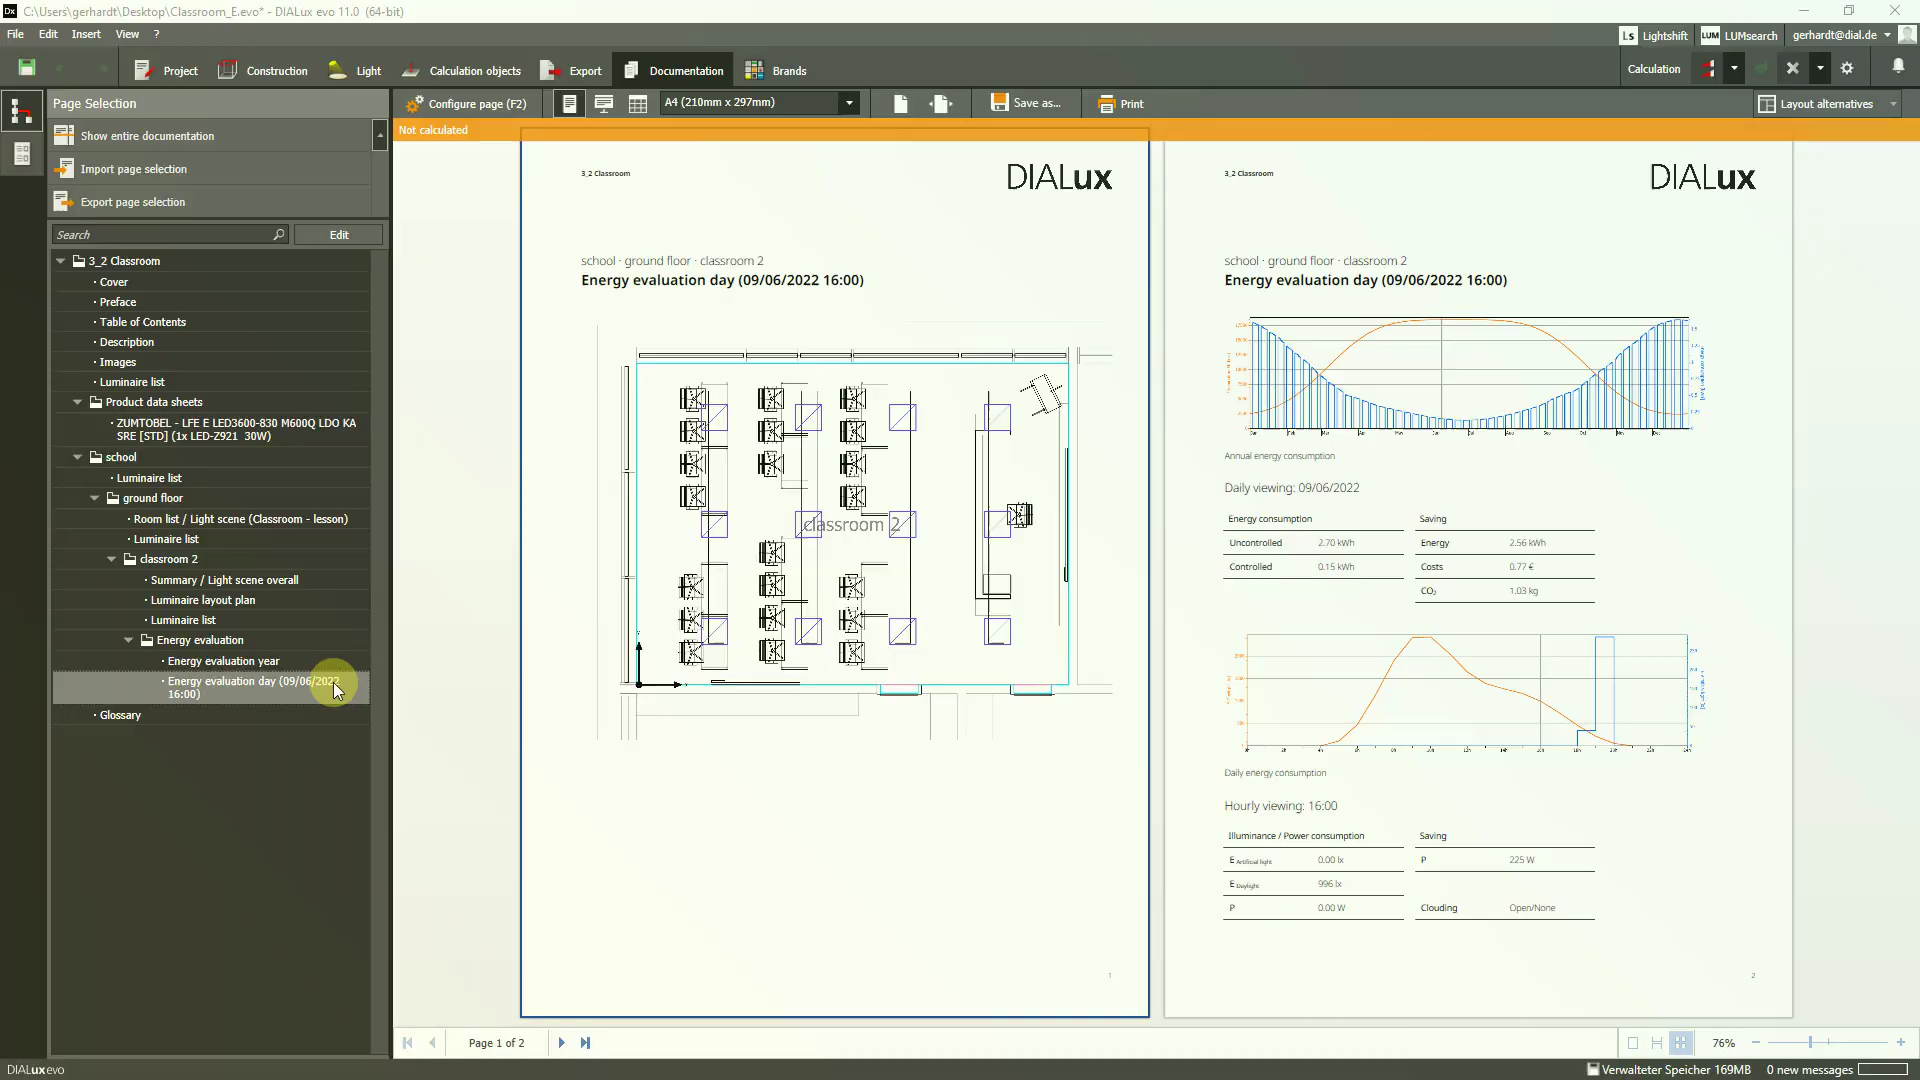 C:\Users\gerhardt\Desktop\Classroom_E.evo* - DIALux evo 11.0 (64-bit)
File Edit Insert View ?
Lightshift LUMsearch gerhardt@dial.de
Project Construction Light Calculation objects Export Documentation Brands
Calculation
Page Selection
Configure page (F2) A4 (210mm x 297mm) Save as... Print Layout alternatives
Not calculated
Show entire documentation
Import page selection
Export page selection
Search Edit
3_2 Classroom
Cover
Preface
Table of Contents
Description
Images
Luminaire list
Product data sheets
ZUMTOBEL - LFE E LED3600-830 M600Q LDO KA
SRE [STD] (1x LED-Z921 30W)
school
Luminaire list
ground floor
Room list / Light scene (Classroom - lesson)
Luminaire list
classroom 2
Summary / Light scene overall
Luminaire layout plan
Luminaire list
Energy evaluation
Energy evaluation year
Energy evaluation day (09/06/2022
16:00)
Glossary
3_2 Classroom DIALux
school · ground floor · classroom 2
Energy evaluation day (09/06/2022 16:00)
classroom 2
1
3_2 Classroom DIALux
school · ground floor · classroom 2
Energy evaluation day (09/06/2022 16:00)
Annual energy consumption
Daily viewing: 09/06/2022
Energy consumption Saving
Uncontrolled 2.70 kWh Energy 2.56 kWh
Controlled 0.15 kWh Costs 0.77 €
CO₂ 1.03 kg
Daily energy consumption
Hourly viewing: 16:00
Illuminance / Power consumption Saving
E Artificial light 0.00 lx P 225 W
E Daylight 996 lx
P 0.00 W Clouding Open/None
2
Page 1 of 2 76%
DIALux evo Verwalteter Speicher 169MB 0 new messages